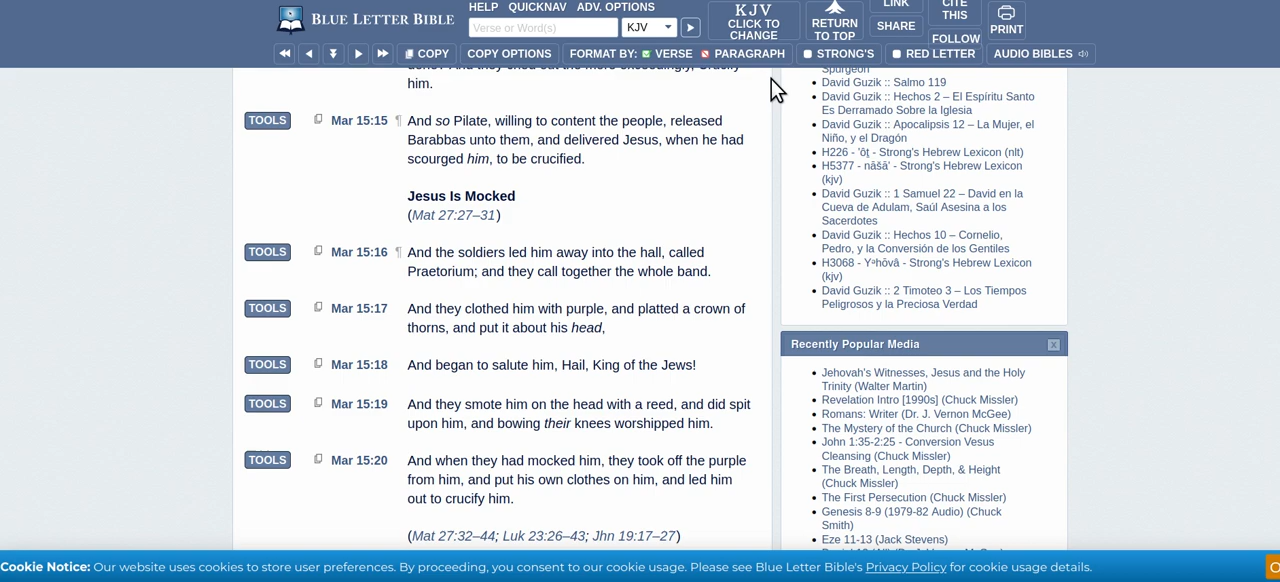 BLUE LETTER BIBLE
HELP QUICKNAV ADV. OPTIONS
Verse or Word(s)
KJV
KJV
CLICK TO
CHANGE
RETURN
TO TOP
LINK
SHARE
CITE
THIS
FOLLOW
PRINT
COPY
COPY OPTIONS
FORMAT BY: VERSE PARAGRAPH
STRONG'S
RED LETTER
AUDIO BIBLES
him.
TOOLS Mar 15:15 ¶ And so Pilate, willing to content the people, released
Barabbas unto them, and delivered Jesus, when he had
scourged him, to be crucified.
Jesus Is Mocked
(Mat 27:27–31)
TOOLS Mar 15:16 ¶ And the soldiers led him away into the hall, called
Praetorium; and they call together the whole band.
TOOLS Mar 15:17 And they clothed him with purple, and platted a crown of
thorns, and put it about his head,
TOOLS Mar 15:18 And began to salute him, Hail, King of the Jews!
TOOLS Mar 15:19 And they smote him on the head with a reed, and did spit
upon him, and bowing their knees worshipped him.
TOOLS Mar 15:20 And when they had mocked him, they took off the purple
from him, and put his own clothes on him, and led him
out to crucify him.
(Mat 27:32–44; Luk 23:26–43; Jhn 19:17–27)
Spurgeon
David Guzik :: Salmo 119
David Guzik :: Hechos 2 – El Espíritu Santo
Es Derramado Sobre la Iglesia
David Guzik :: Apocalipsis 12 – La Mujer, el
Niño, y el Dragón
H226 - 'ôṯ - Strong's Hebrew Lexicon (nlt)
H5377 - nāšā' - Strong's Hebrew Lexicon
(kjv)
David Guzik :: 1 Samuel 22 – David en la
Cueva de Adulam, Saúl Asesina a los
Sacerdotes
David Guzik :: Hechos 10 – Cornelio,
Pedro, y la Conversión de los Gentiles
H3068 - Yᵊhōvâ - Strong's Hebrew Lexicon
(kjv)
David Guzik :: 2 Timoteo 3 – Los Tiempos
Peligrosos y la Preciosa Verdad
Recently Popular Media
x
Jehovah's Witnesses, Jesus and the Holy
Trinity (Walter Martin)
Revelation Intro [1990s] (Chuck Missler)
Romans: Writer (Dr. J. Vernon McGee)
The Mystery of the Church (Chuck Missler)
John 1:35-2:25 - Conversion Vesus
Cleansing (Chuck Missler)
The Breath, Length, Depth, & Height
(Chuck Missler)
The First Persecution (Chuck Missler)
Genesis 8-9 (1979-82 Audio) (Chuck
Smith)
Eze 11-13 (Jack Stevens)
Cookie Notice: Our website uses cookies to store user preferences. By proceeding, you consent to our cookie usage. Please see Blue Letter Bible's Privacy Policy for cookie usage details.